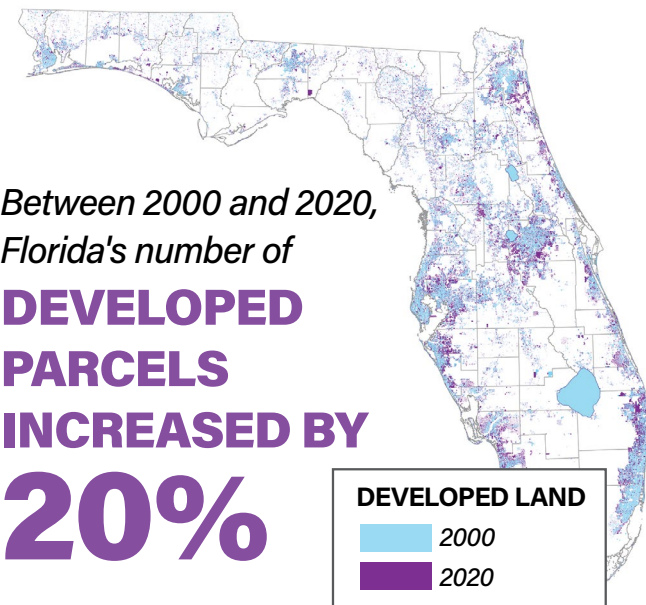 Between 2000 and 2020,
Florida's number of
DEVELOPED
PARCELS
INCREASED BY
20%
DEVELOPED LAND
2000
2020